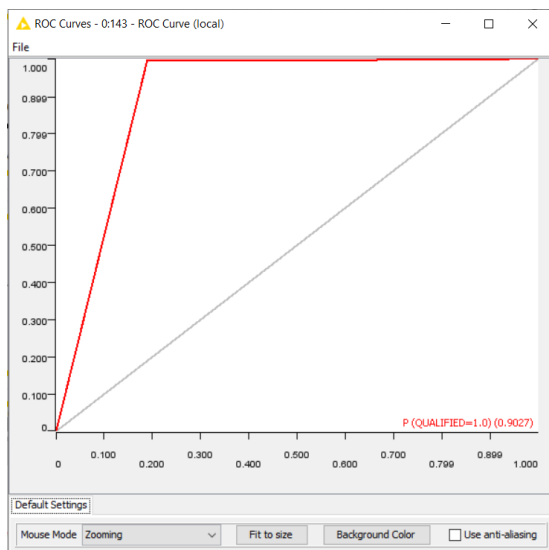 ROC Curves - 0:143 - ROC Curve (local)
File
1.000
0.899
0.799
0.700
0.600
0.500
0.400
0.300
0.200
0.100
0
P (QUALIFIED=1.0) (0.9027)
0.100 0.300 0.500 0.700 0.899
0 0.200 0.400 0.600 0.799 1.000
Default Settings
Mouse Mode Zooming Fit to size Background Color Use anti-aliasing